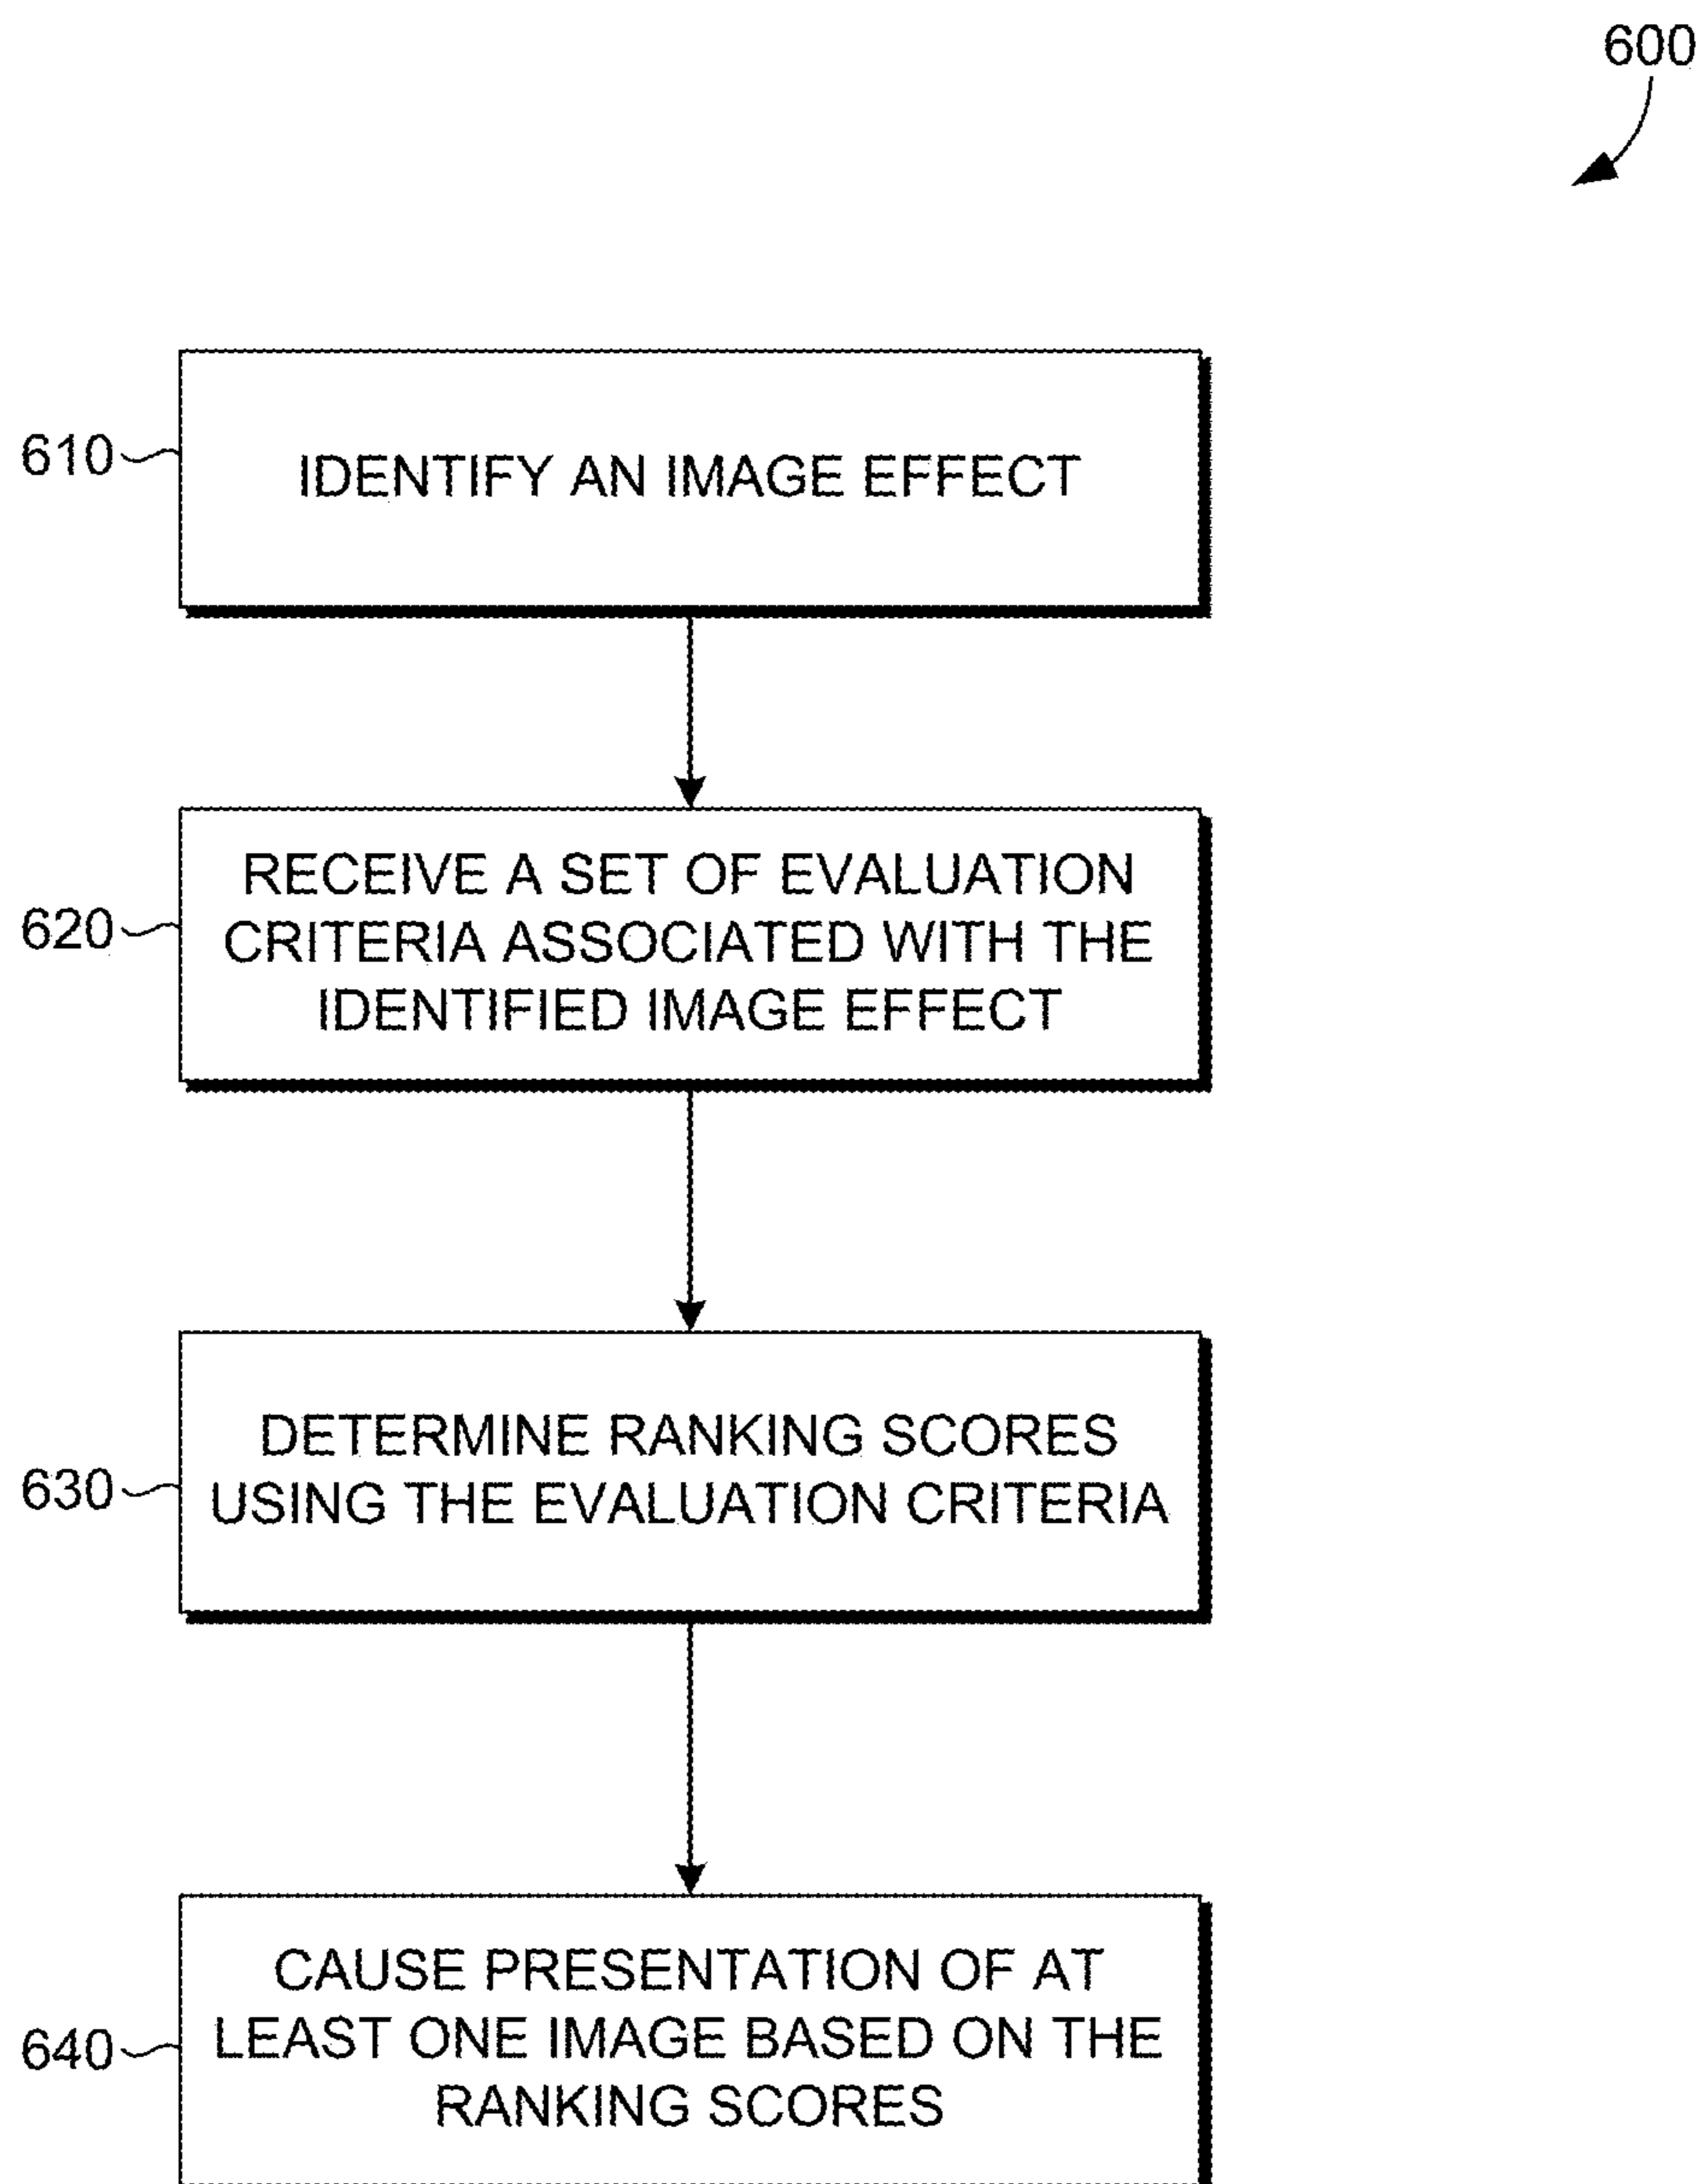 600
610
IDENTIFY AN IMAGE EFFECT
620
RECEIVE A SET OF EVALUATION
CRITERIA ASSOCIATED WITH THE
IDENTIFIED IMAGE EFFECT
630
DETERMINE RANKING SCORES
USING THE EVALUATION CRITERIA
640
CAUSE PRESENTATION OF AT
LEAST ONE IMAGE BASED ON THE
RANKING SCORES